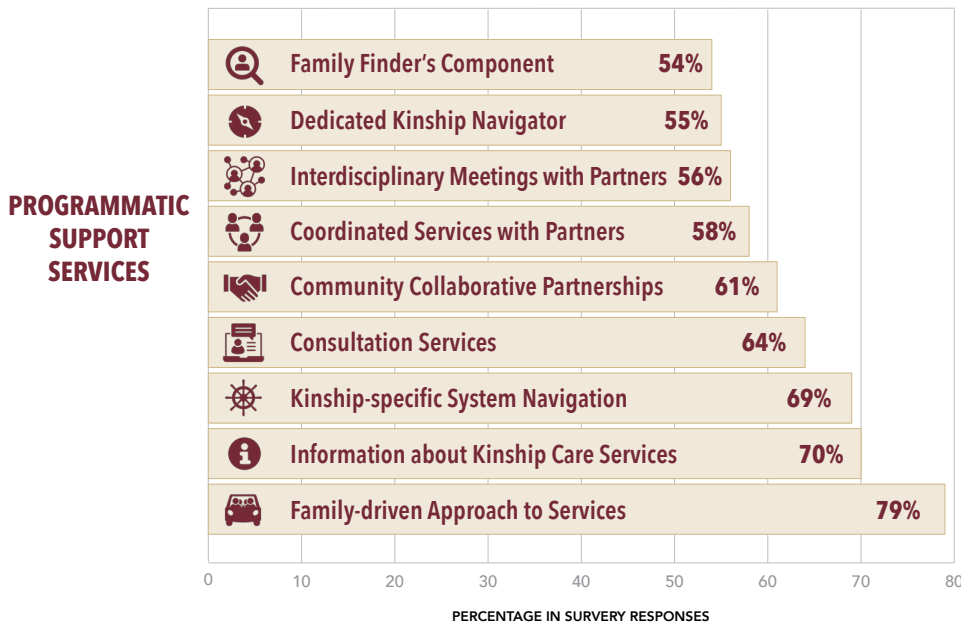 PROGRAMMATIC
SUPPORT
SERVICES
Family Finder’s Component 54%
Dedicated Kinship Navigator 55%
Interdisciplinary Meetings with Partners 56%
Coordinated Services with Partners 58%
Community Collaborative Partnerships 61%
Consultation Services 64%
Kinship-specific System Navigation 69%
Information about Kinship Care Services 70%
Family-driven Approach to Services 79%
0 10 20 30 40 50 60 70 80
PERCENTAGE IN SURVERY RESPONSES